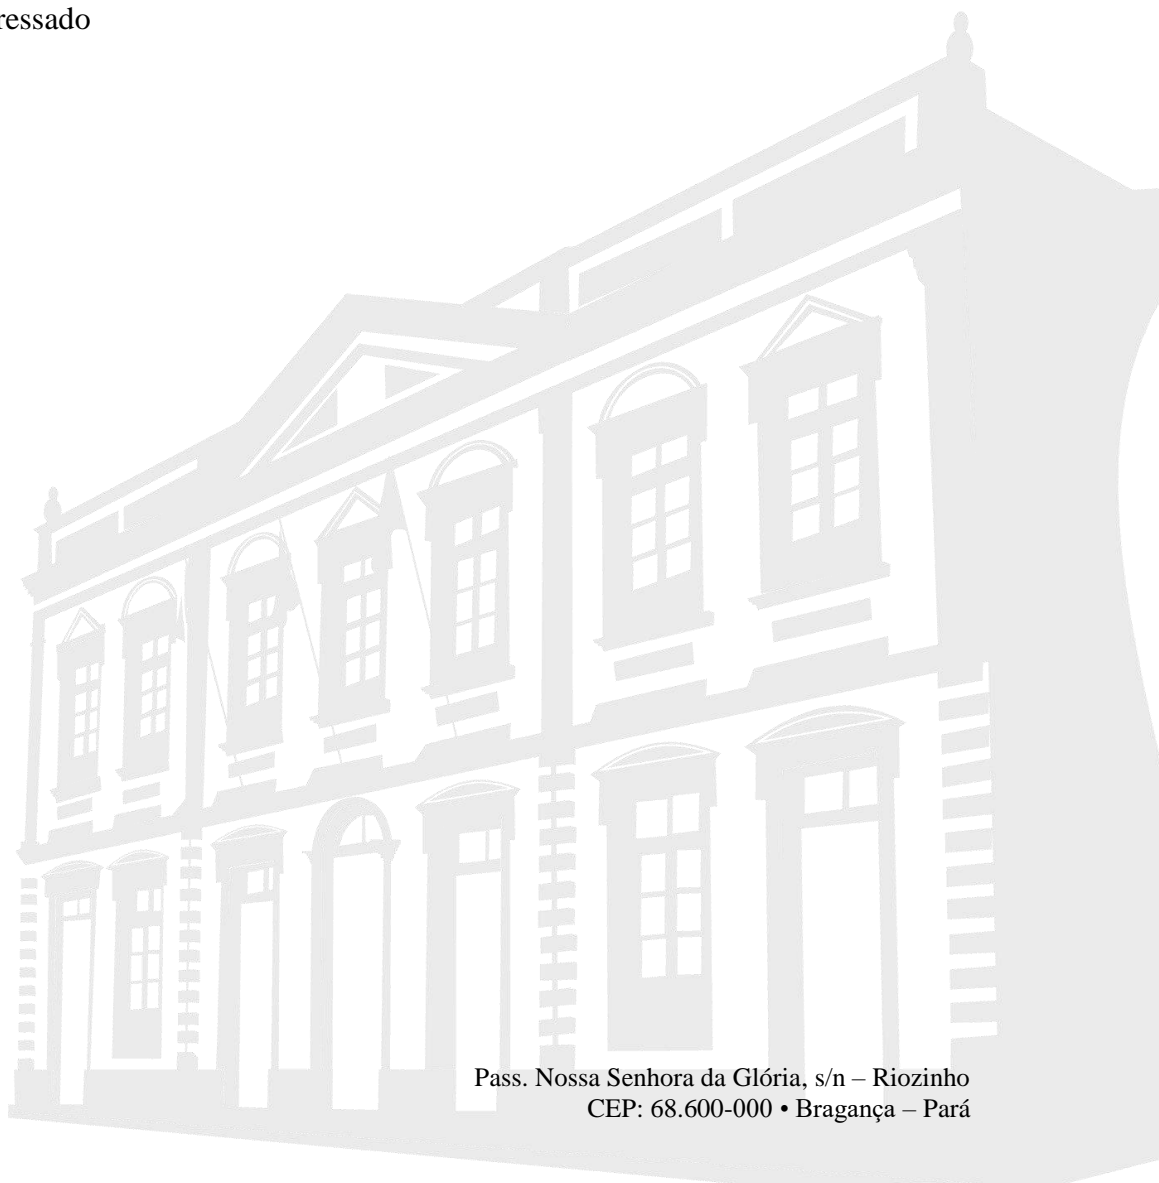 ressado
Pass. Nossa Senhora da Glória, s/n – Riozinho
CEP: 68.600-000 • Bragança – Pará